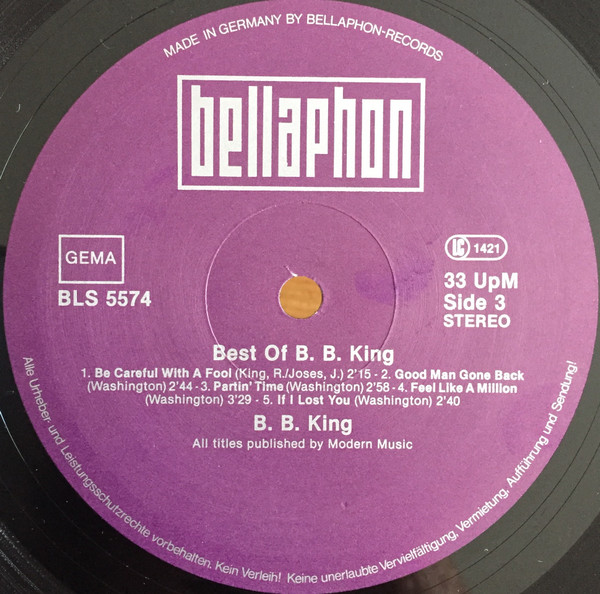 MADE IN GERMANY BY BELLAPHON-RECORDS
bellaphon
GEMA
BLS 5574
LC 1421
33 UpM
Side 3
STEREO
Best Of B. B. King
1. Be Careful With A Fool (King, R./Joses, J.) 2'15 - 2. Good Man Gone Back
(Washington) 2'44 - 3. Partin' Time (Washington) 2'58 - 4. Feel Like A Million
(Washington) 3'29 - 5. If I Lost You (Washington) 2'40
B. B. King
All titles published by Modern Music
Alle Urheber- und Leistungsschutzrechte vorbehalten. Kein Verleih! Keine unerlaubte Vervielfältigung, Vermietung, Aufführung und Sendung!